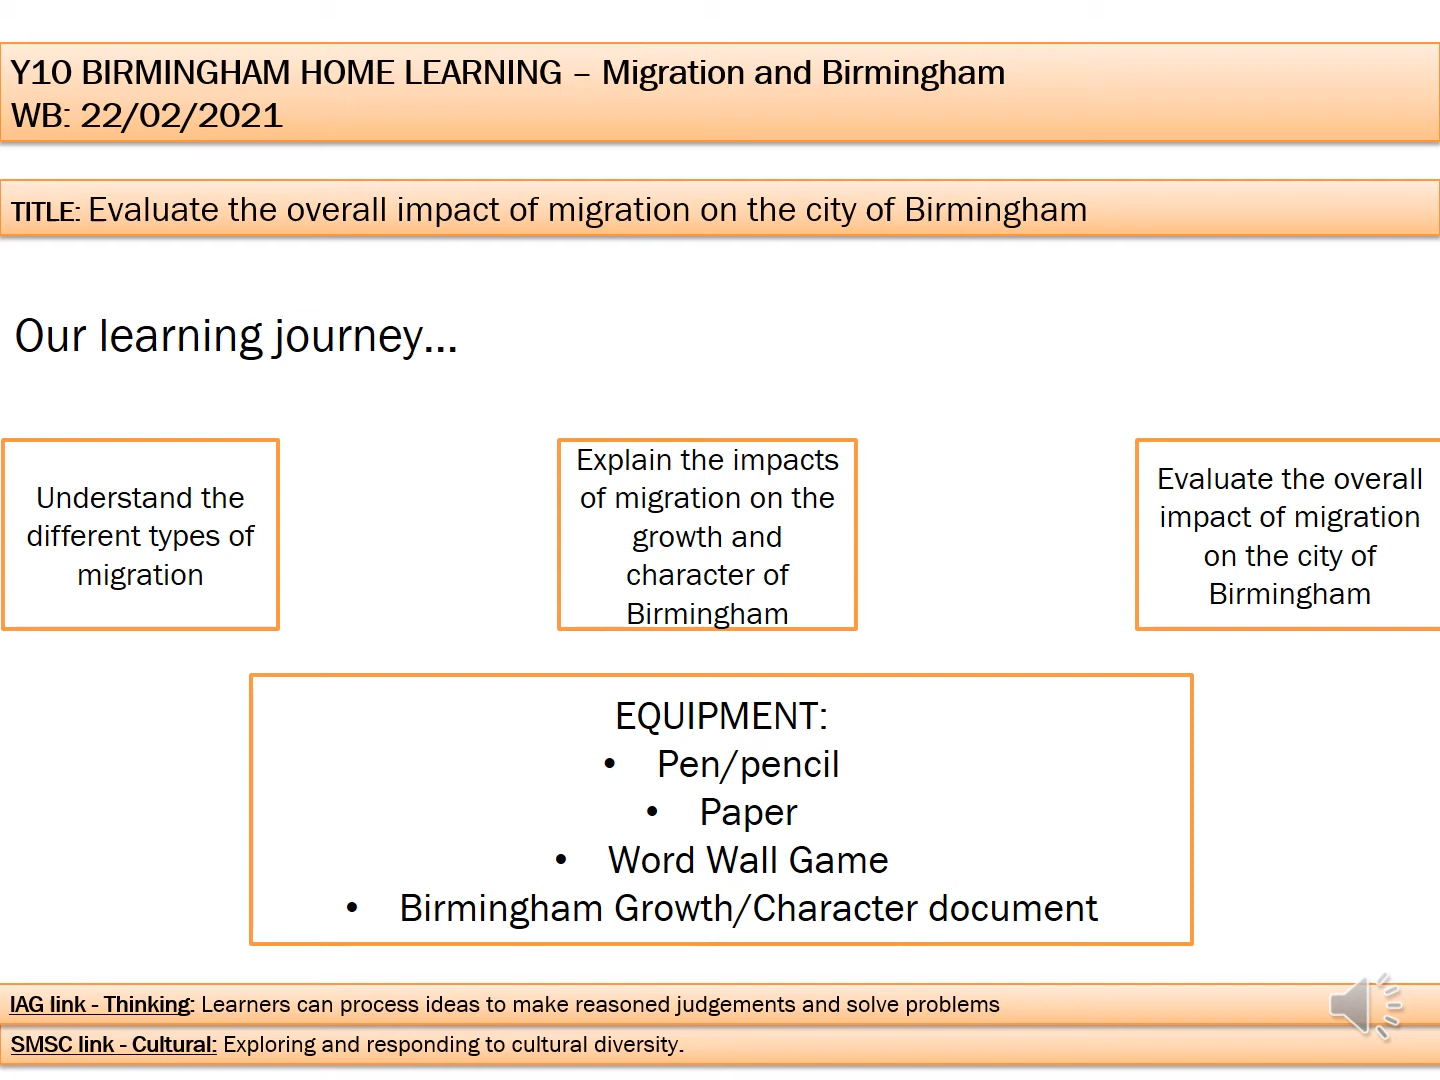 Y10 BIRMINGHAM HOME LEARNING – Migration and Birmingham
WB: 22/02/2021
TITLE: Evaluate the overall impact of migration on the city of Birmingham
Our learning journey...
Understand the
different types of
migration
Explain the impacts
of migration on the
growth and
character of
Birmingham
Evaluate the overall
impact of migration
on the city of
Birmingham
EQUIPMENT:
• Pen/pencil
• Paper
• Word Wall Game
• Birmingham Growth/Character document
IAG link - Thinking: Learners can process ideas to make reasoned judgements and solve problems
SMSC link - Cultural: Exploring and responding to cultural diversity.